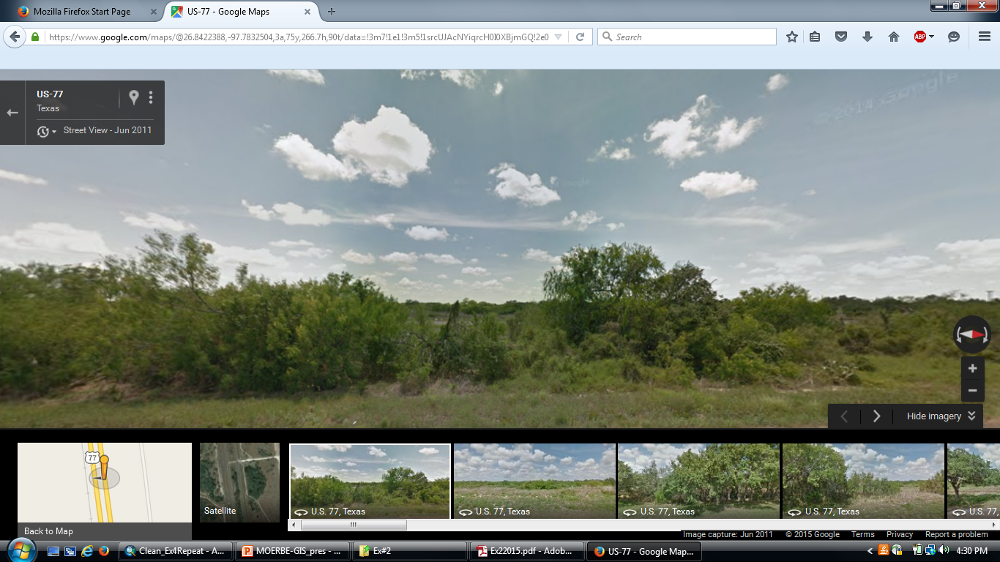 Mozilla Firefox Start Page
US-77 - Google Maps
https://www.google.com/maps/@26.8422388,-97.7832504,3a,75y,266.7h,90t/data=!3m7!1e1!3m5!1srcUJAcNYiqrcH0I0XBjmGQ!2e0
Search
ABP
© 2014 Google
US-77
Texas
Street View - Jun 2011
Google
Hide imagery
77
Satellite
U.S. 77, Texas
U.S. 77, Texas
U.S. 77, Texas
U.S. 77, Texas
U.S. 77,
Back to Map
Image capture: Jun 2011 © 2015 Google Terms Privacy Report a problem
Clean_Ex4Repeat - A...
MOERBE-GIS_pres - ...
Ex#2
Ex22015.pdf - Adob...
US-77 - Google Map...
4:30 PM